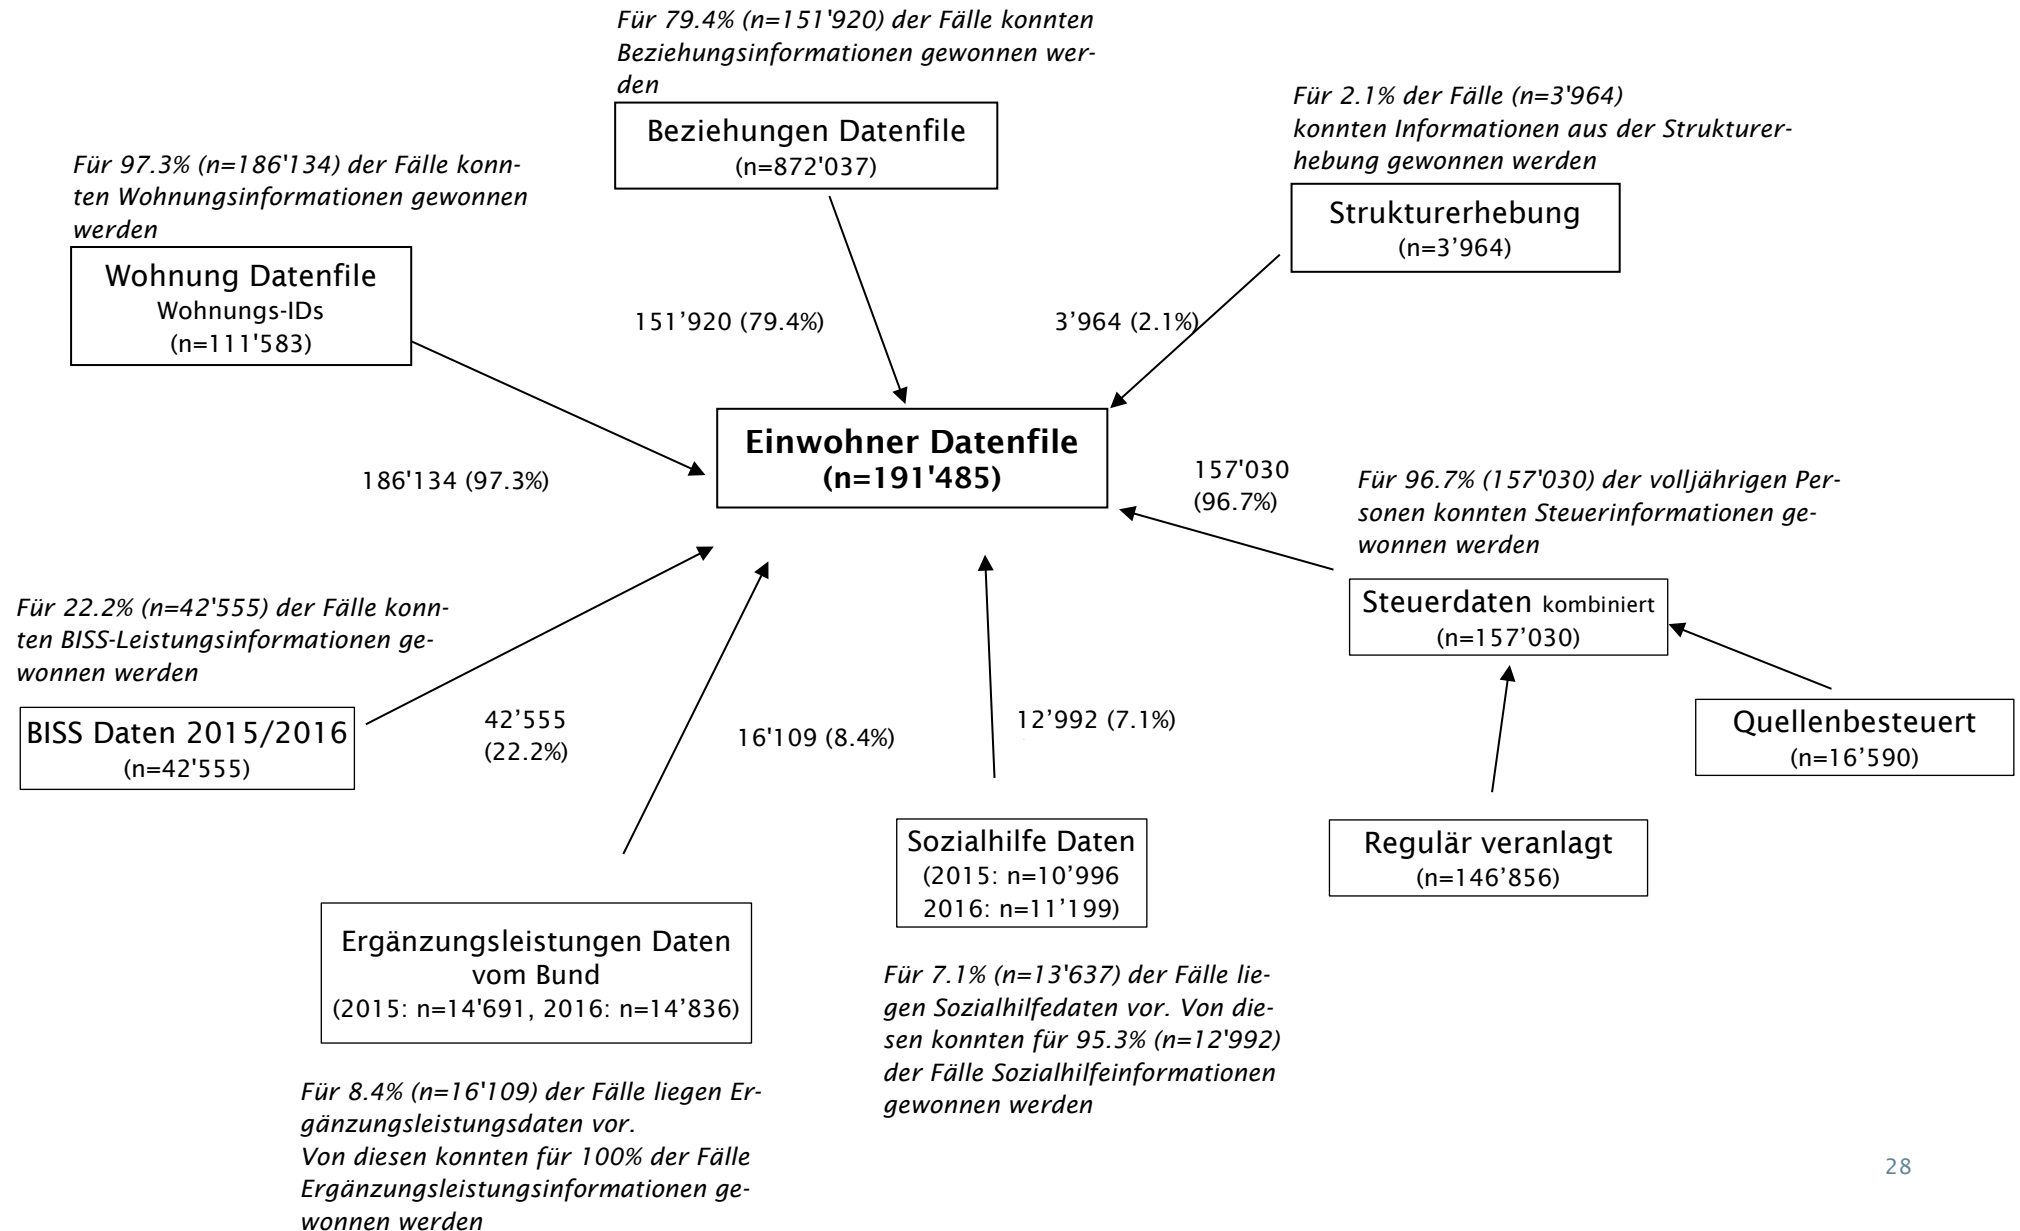 Für 79.4% (n=151'920) der Fälle konnten
Beziehungsinformationen gewonnen wer-
den
Beziehungen Datenfile
(n=872'037)
Für 2.1% der Fälle (n=3'964)
konnten Informationen aus der Strukturer-
hebung gewonnen werden
Strukturerhebung
(n=3’964)
Für 97.3% (n=186'134) der Fälle konn-
ten Wohnungsinformationen gewonnen
werden
Wohnung Datenfile
Wohnungs-IDs
(n=111'583)
151’920 (79.4%)
3’964 (2.1%)
Einwohner Datenfile
(n=191'485)
186'134 (97.3%)
157'030
(96.7%)
Für 96.7% (157'030) der volljährigen Per-
sonen konnten Steuerinformationen ge-
wonnen werden
Steuerdaten kombiniert
(n=157’030)
Für 22.2% (n=42'555) der Fälle konn-
ten BISS-Leistungsinformationen ge-
wonnen werden
BISS Daten 2015/2016
(n=42'555)
42’555
(22.2%)
16'109 (8.4%)
12’992 (7.1%)
Quellenbesteuert
(n=16’590)
Regulär veranlagt
(n=146’856)
Sozialhilfe Daten
(2015: n=10’996
2016: n=11’199)
Ergänzungsleistungen Daten
vom Bund
(2015: n=14'691, 2016: n=14’836)
Für 7.1% (n=13'637) der Fälle lie-
gen Sozialhilfedaten vor. Von die-
sen konnten für 95.3% (n=12'992)
der Fälle Sozialhilfeinformationen
gewonnen werden
Für 8.4% (n=16'109) der Fälle liegen Er-
gänzungsleistungsdaten vor.
Von diesen konnten für 100% der Fälle
Ergänzungsleistungsinformationen ge-
wonnen werden
28